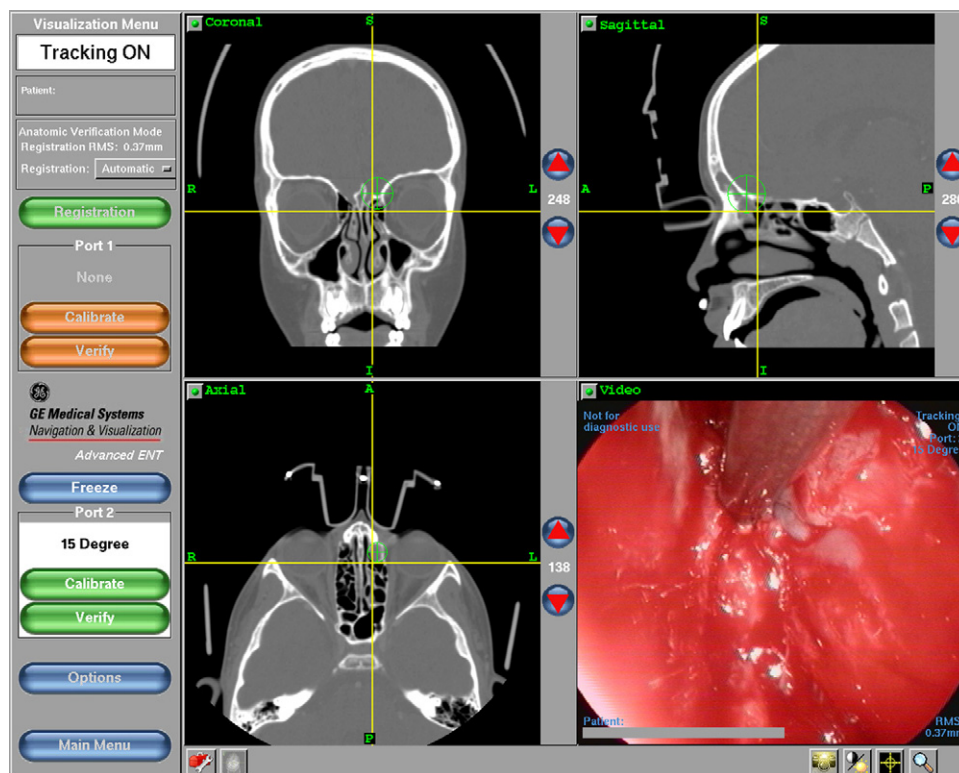 Visualization Menu
Tracking ON
Patient:
Anatomic Verification Mode
Registration RMS: 0.37mm
Registration: Automatic
Registration
Port 1
None
Calibrate
Verify
GE Medical Systems
Navigation & Visualization
Advanced ENT
Freeze
Port 2
15 Degree
Calibrate
Verify
Options
Main Menu
Coronal
S
R
L
I
248
Sagittal
S
A
P
I
280
Axial
A
R
L
P
138
Video
Not for
diagnostic use
Tracking
Port:
15 Degree
Patient:
RMS
0.37mm